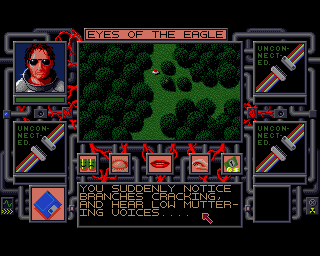 EYES OF THE EAGLE
UNCON-
NECT-
ED.
UNCON-
NECT-
ED.
UNCON-
NECT-
ED.
UNCON-
NECT-
ED.
YOU SUDDENLY NOTICE
BRANCHES CRACKING,
AND HEAR LOW MUTTER-
ING VOICES....